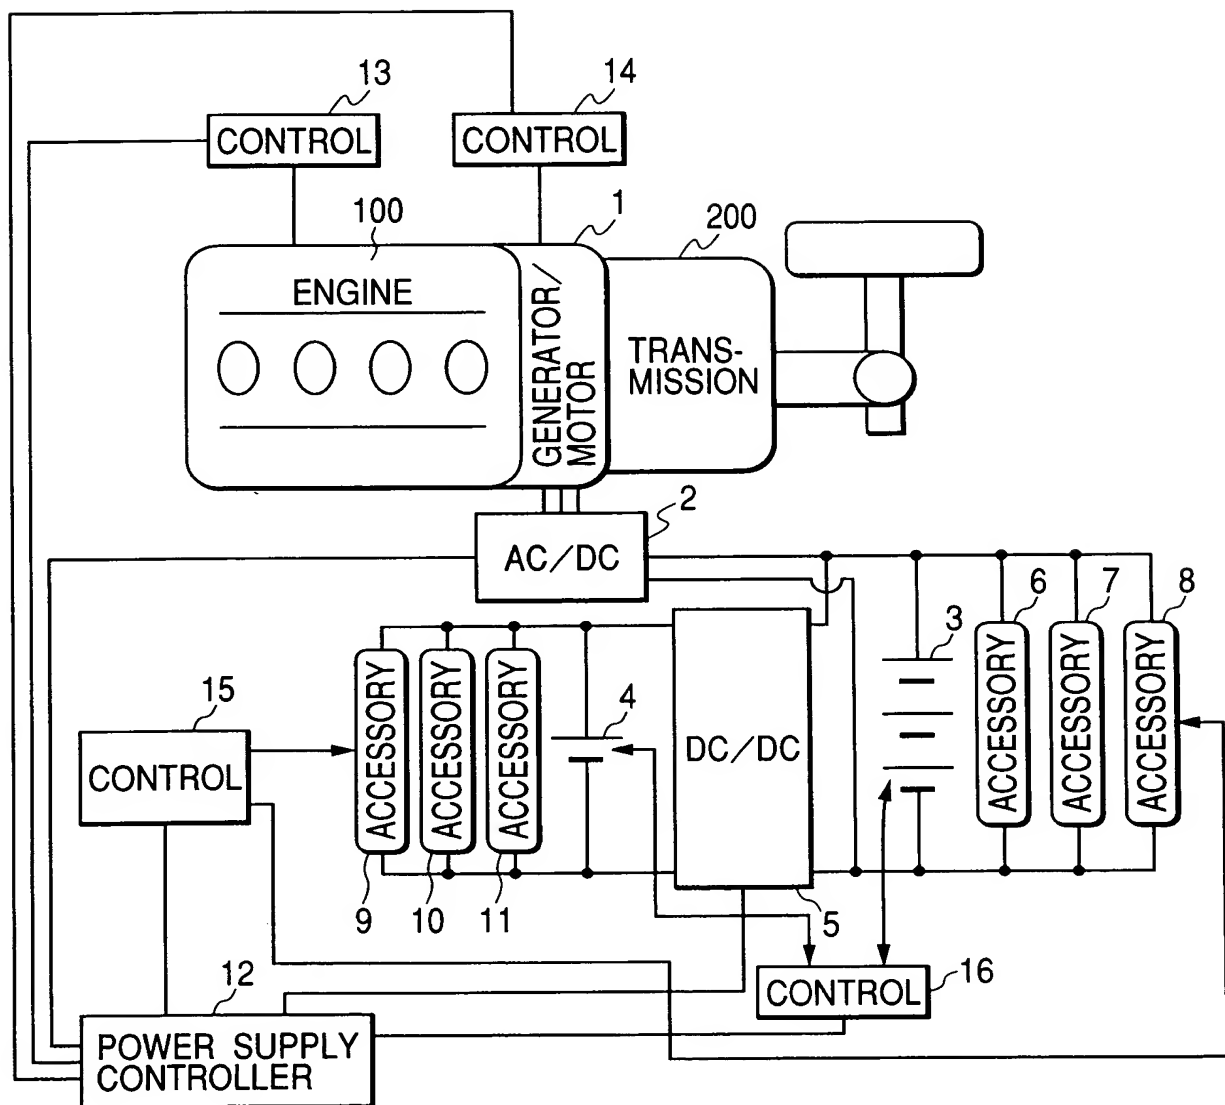 13
14
CONTROL
CONTROL
100
1
200
ENGINE
GENERATOR/
MOTOR
TRANS-
MISSION
2
AC/DC
6
7
8
3
ACCESSORY
ACCESSORY
ACCESSORY
15
4
CONTROL
ACCESSORY
ACCESSORY
ACCESSORY
DC/DC
9
10
11
5
16
CONTROL
12
POWER SUPPLY
CONTROLLER